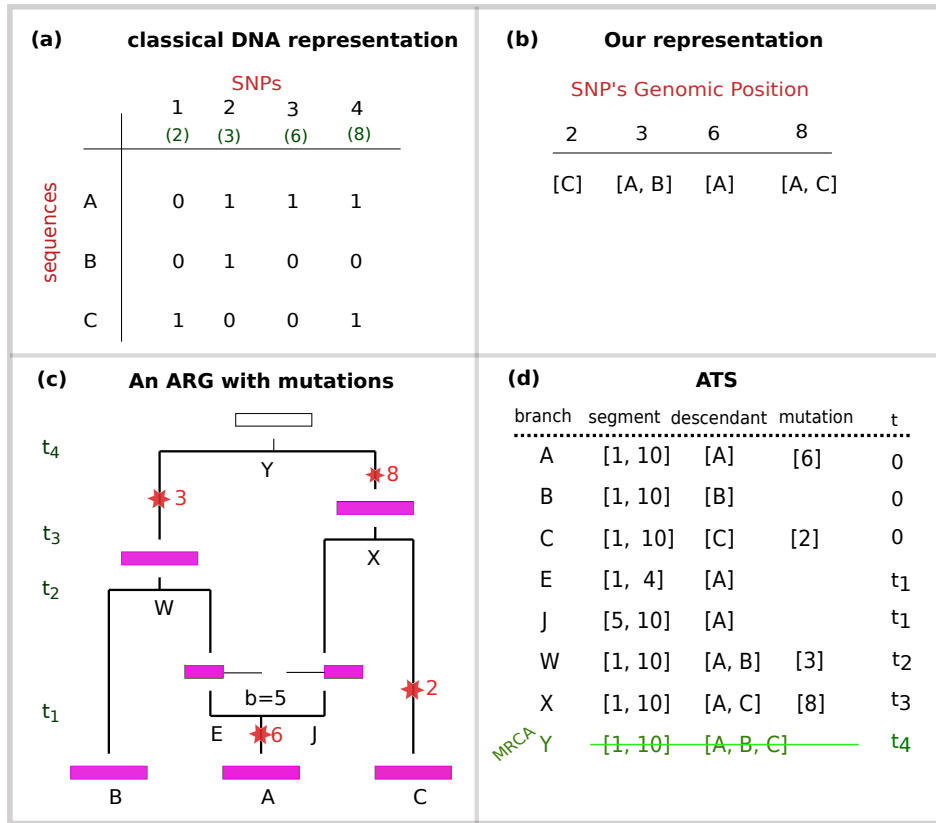 (a) classical DNA representation
SNPs
1 2 3 4
(2) (3) (6) (8)
sequences
A 0 1 1 1
B 0 1 0 0
C 1 0 0 1
(b) Our representation
SNP's Genomic Position
2 3 6 8
[C] [A, B] [A] [A, C]
(c) An ARG with mutations
t4
Y
8
3
t3
X
t2
W
2
b=5
t1
E 6 J
B A C
(d) ATS
branch segment descendant mutation t
A [1, 10] [A] [6] 0
B [1, 10] [B] 0
C [1, 10] [C] [2] 0
E [1, 4] [A] t1
J [5, 10] [A] t1
W [1, 10] [A, B] [3] t2
X [1, 10] [A, C] [8] t3
MRCA Y [1, 10] [A, B, C] t4